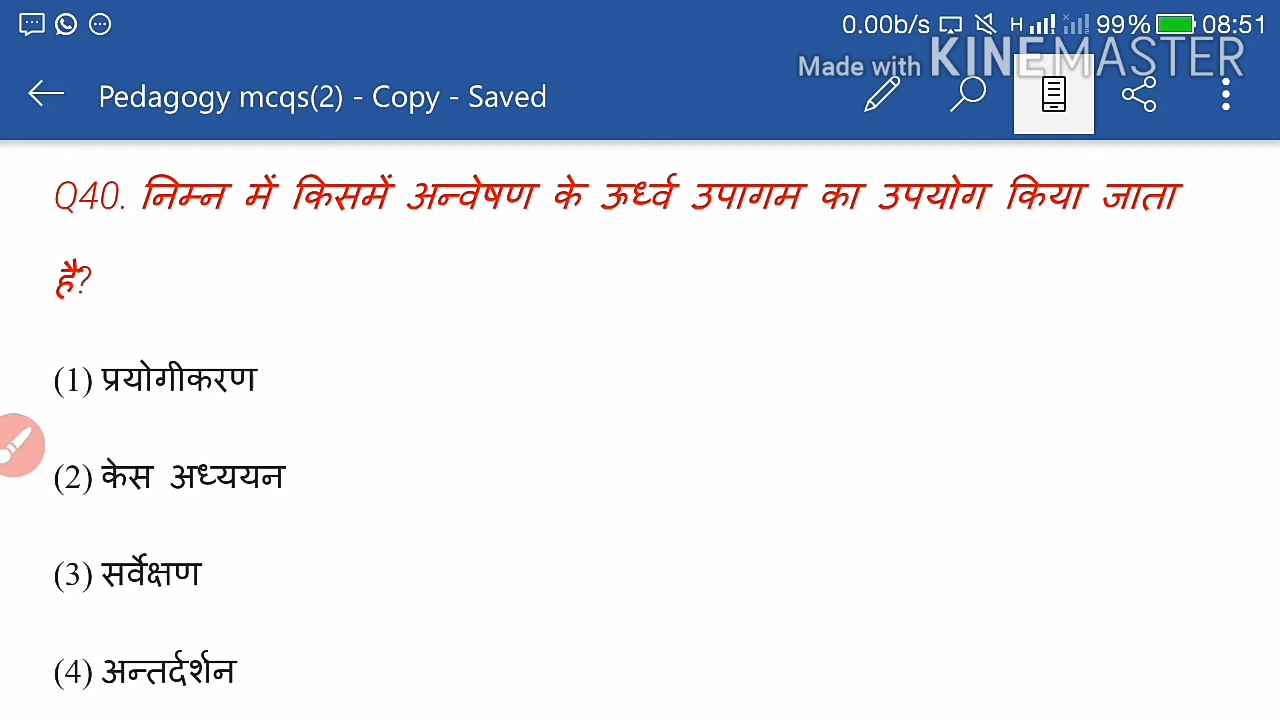 0.00b/s H 99% 08:51
Made with KINEMASTER
Pedagogy mcqs(2) - Copy - Saved
Q40. निम्न में किसमें अन्वेषण के ऊर्ध्व उपागम का उपयोग किया जाता
है?
(1) प्रयोगीकरण
(2) केस अध्ययन
(3) सर्वेक्षण
(4) अन्तर्दर्शन